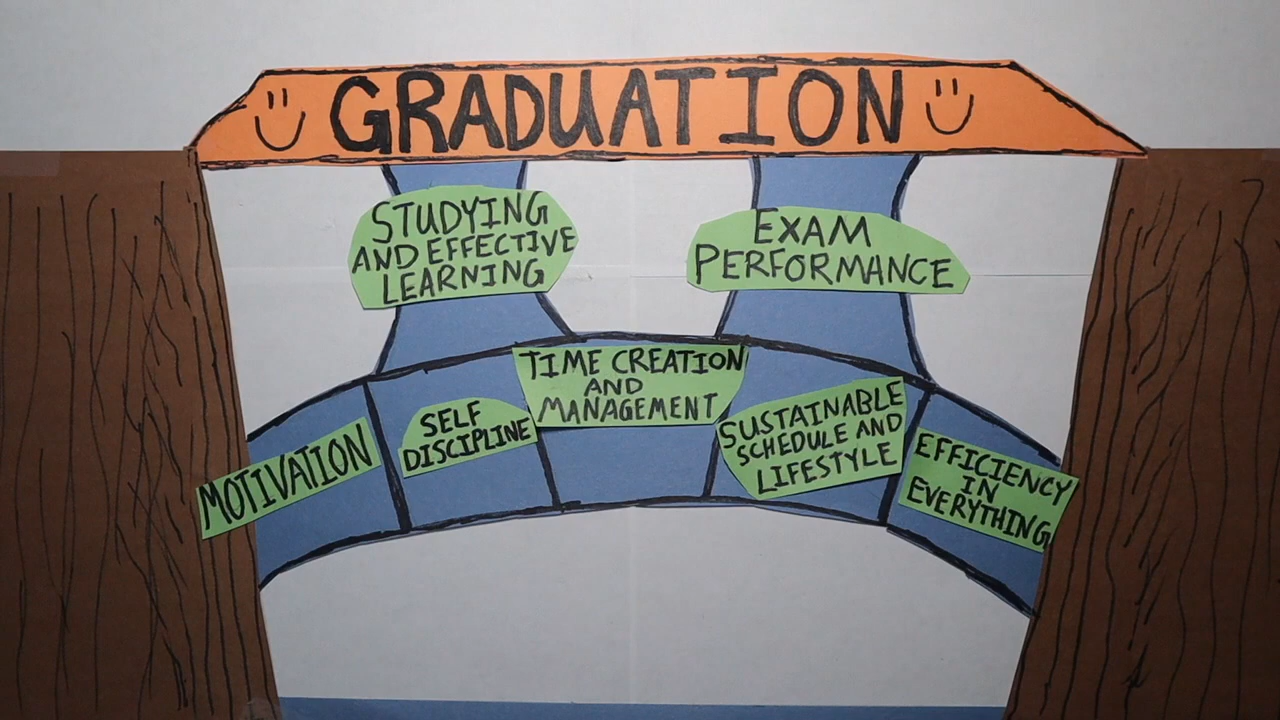 GRADUATION
STUDYING
AND EFFECTIVE
LEARNING
EXAM
PERFORMANCE
MOTIVATION
SELF
DISCIPLINE
TIME CREATION
AND
MANAGEMENT
SUSTAINABLE
SCHEDULE AND
LIFESTYLE
EFFICIENCY
IN
EVERYTHING